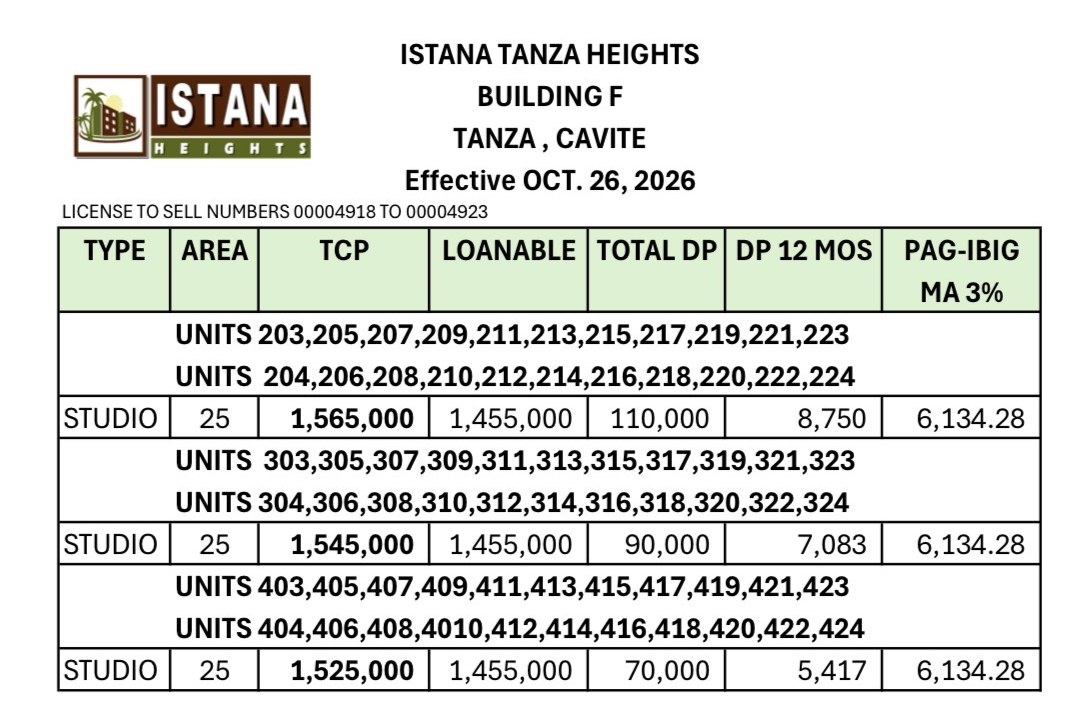 ISTANA TANZA HEIGHTS
BUILDING F
TANZA , CAVITE
Effective OCT. 26, 2026
ISTANA
HEIGHTS
LICENSE TO SELL NUMBERS 00004918 TO 00004923
TYPE AREA TCP LOANABLE TOTAL DP DP 12 MOS PAG-IBIG
MA 3%
UNITS 203,205,207,209,211,213,215,217,219,221,223
UNITS 204,206,208,210,212,214,216,218,220,222,224
STUDIO 25 1,565,000 1,455,000 110,000 8,750 6,134.28
UNITS 303,305,307,309,311,313,315,317,319,321,323
UNITS 304,306,308,310,312,314,316,318,320,322,324
STUDIO 25 1,545,000 1,455,000 90,000 7,083 6,134.28
UNITS 403,405,407,409,411,413,415,417,419,421,423
UNITS 404,406,408,4010,412,414,416,418,420,422,424
STUDIO 25 1,525,000 1,455,000 70,000 5,417 6,134.28